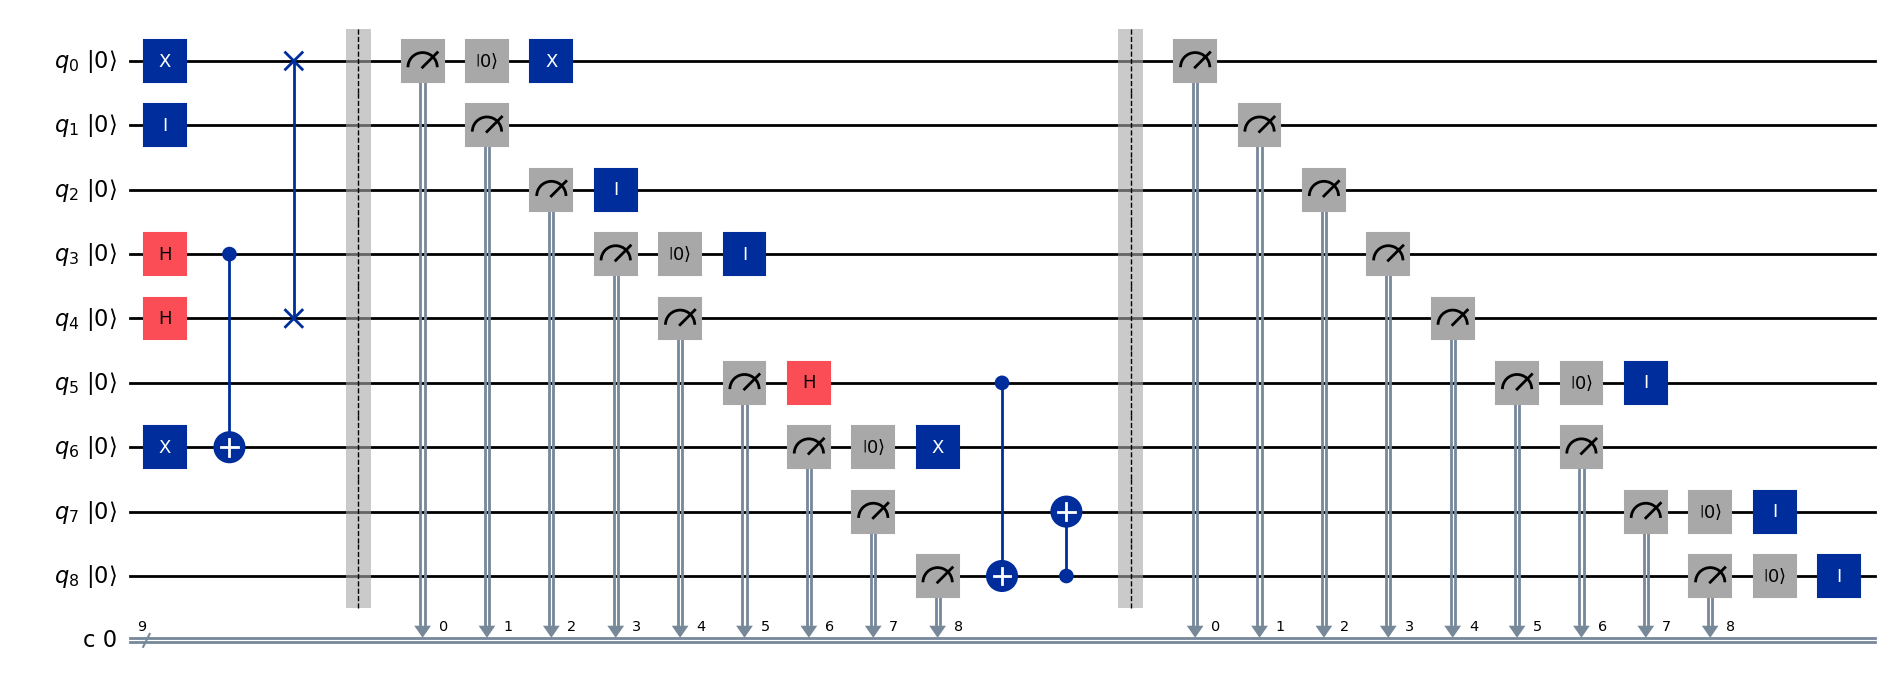 q0 |0⟩ X |0⟩ X
q1 |0⟩ I
q2 |0⟩ I
q3 |0⟩ H |0⟩ I
q4 |0⟩ H
q5 |0⟩ H |0⟩ I
q6 |0⟩ X |0⟩ X
q7 |0⟩ |0⟩ I
q8 |0⟩ |0⟩ I
c 0 9 0 1 2 3 4 5 6 7 8 0 1 2 3 4 5 6 7 8